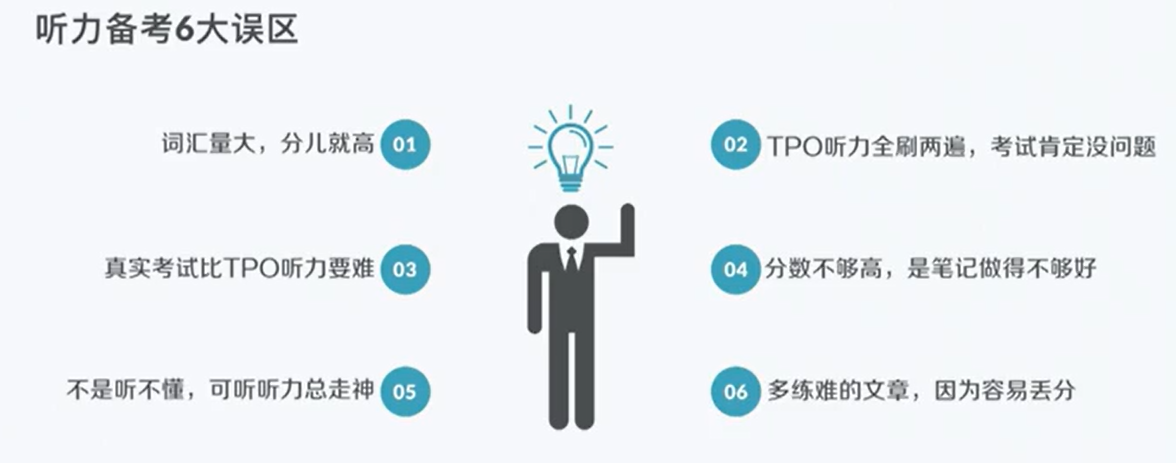 听力备考6大误区
词汇量大，分儿就高 01
02 TPO听力全刷两遍，考试肯定没问题
真实考试比TPO听力要难 03
04 分数不够高，是笔记做得不够好
不是听不懂，可听听力总走神 05
06 多练难的文章，因为容易丢分